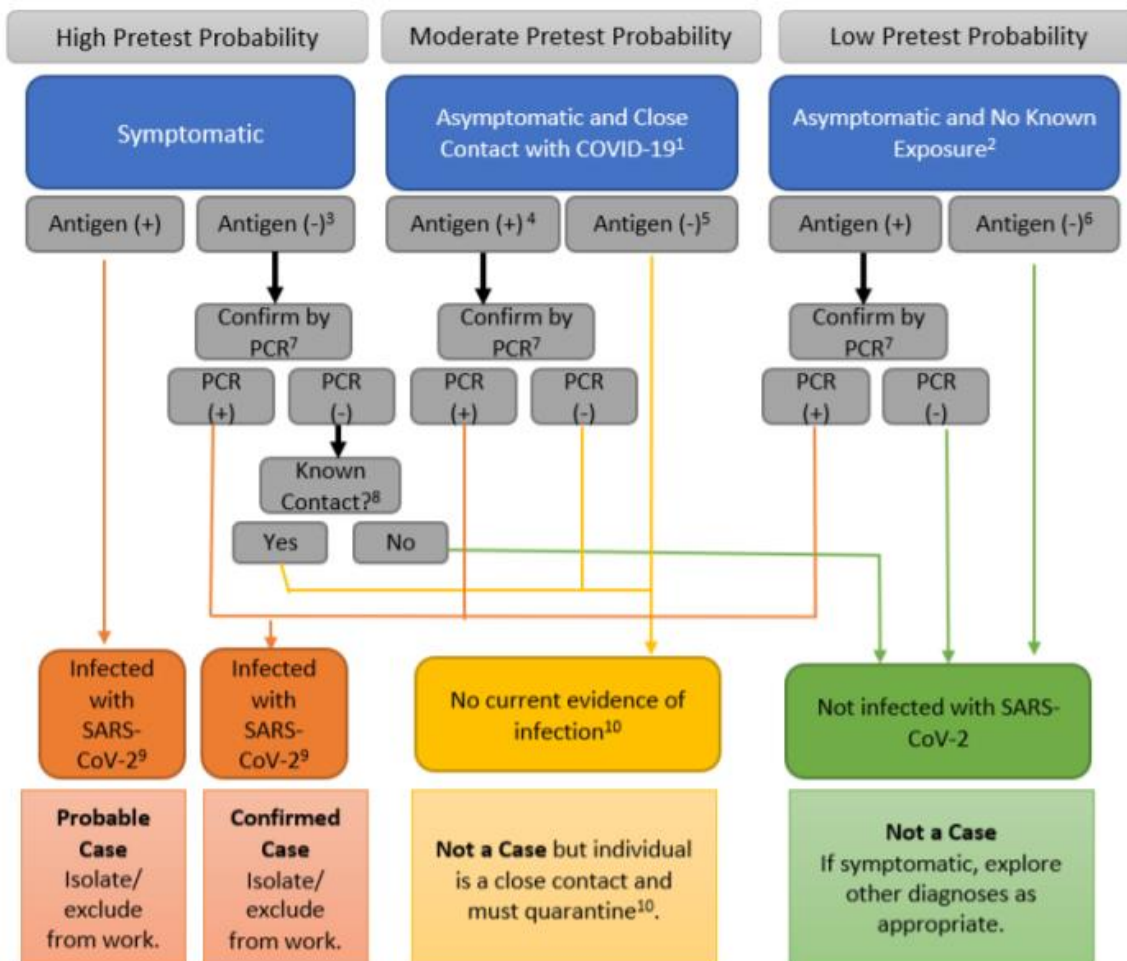 High Pretest Probability
Moderate Pretest Probability
Low Pretest Probability
Symptomatic
Asymptomatic and Close
Contact with COVID-19¹
Asymptomatic and No Known
Exposure²
Antigen (+)
Antigen (-)³
Antigen (+)⁴
Antigen (-)⁵
Antigen (+)
Antigen (-)⁶
Confirm by
PCR⁷
Confirm by
PCR⁷
Confirm by
PCR⁷
PCR
(+)
PCR
(-)
PCR
(+)
PCR
(-)
PCR
(+)
PCR
(-)
Known
Contact?⁸
Yes
No
Infected
with
SARS-
CoV-2⁹
Infected
with
SARS-
CoV-2⁹
No current evidence of
infection¹⁰
Not infected with SARS-
CoV-2
Probable
Case
Isolate/
exclude
from work.
Confirmed
Case
Isolate/
exclude
from work.
Not a Case but individual
is a close contact and
must quarantine¹⁰.
Not a Case
If symptomatic, explore
other diagnoses as
appropriate.